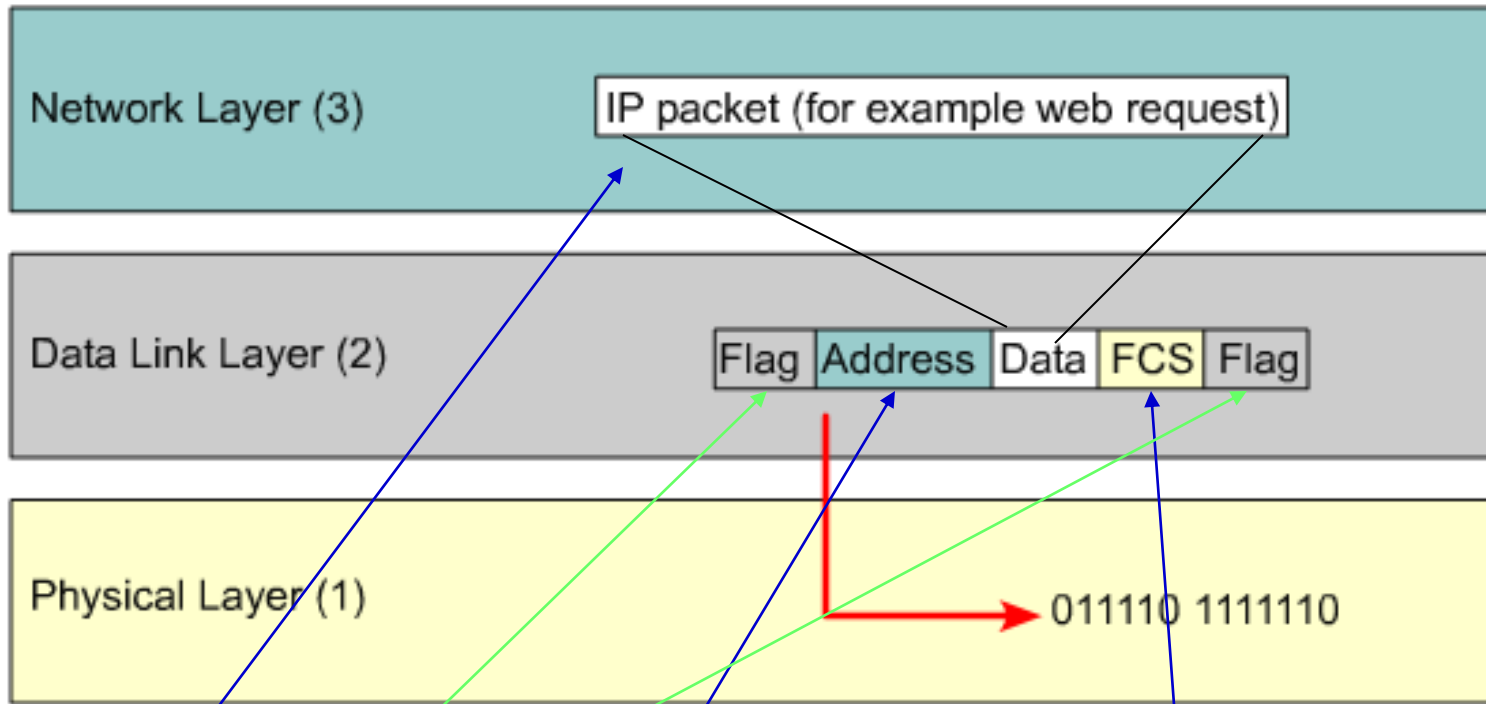 Network Layer (3)
IP packet (for example web request)
Data Link Layer (2)
Flag Address Data FCS Flag
Physical Layer (1)
011110 1111110